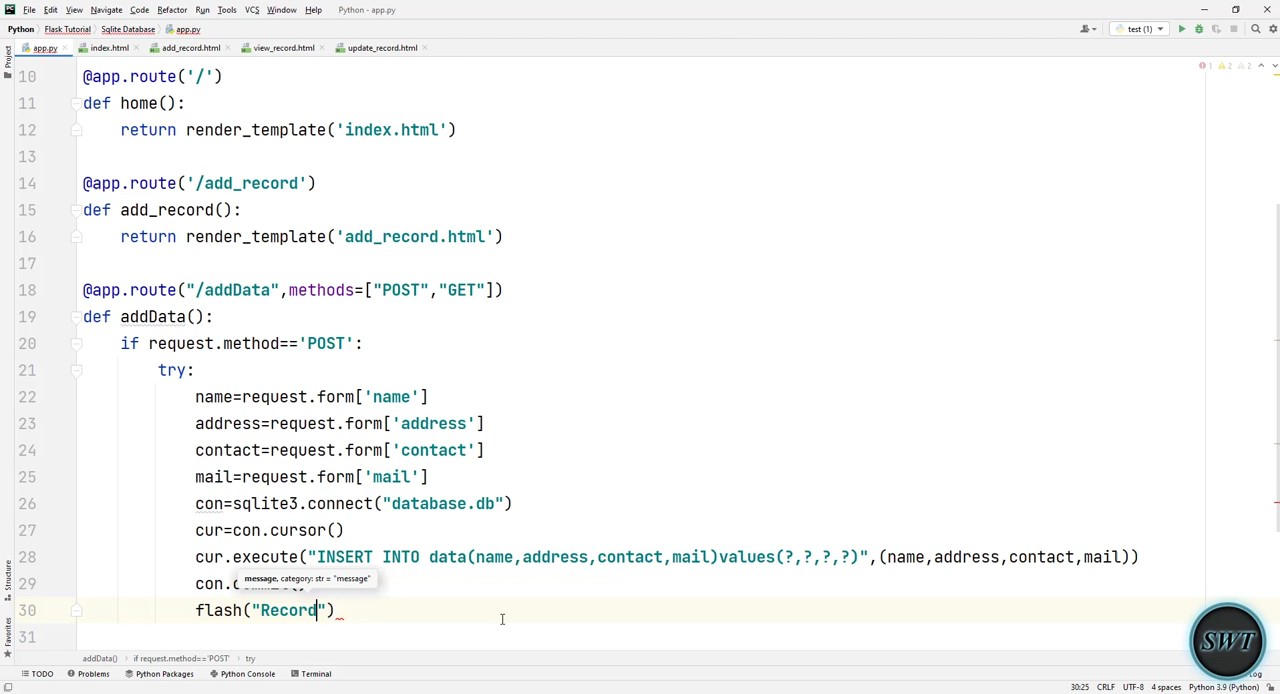 File Edit View Navigate Code Refactor Run Tools VCS Window Help Python - app.py
Python Flask Tutorial Sqlite Database app.py test (1)
app.py index.html add_record.html view_record.html update_record.html
Project
1 2 2
10 @app.route('/')
11 def home():
12 return render_template('index.html')
13
14 @app.route('/add_record')
15 def add_record():
16 return render_template('add_record.html')
17
18 @app.route("/addData",methods=["POST","GET"])
19 def addData():
20 if request.method=='POST':
21 try:
22 name=request.form['name']
23 address=request.form['address']
24 contact=request.form['contact']
25 mail=request.form['mail']
26 con=sqlite3.connect("database.db")
27 cur=con.cursor()
28 cur.execute("INSERT INTO data(name,address,contact,mail)values(?,?,?,?)",(name,address,contact,mail))
message, category: str = "message"
29 con.
30 flash("Record")
31
Structure
Favorites
SWT
addData() if request.method=='POST' try
TODO Problems Python Packages Python Console Terminal Log
30:25 CRLF UTF-8 4 spaces Python 3.9 (Python)